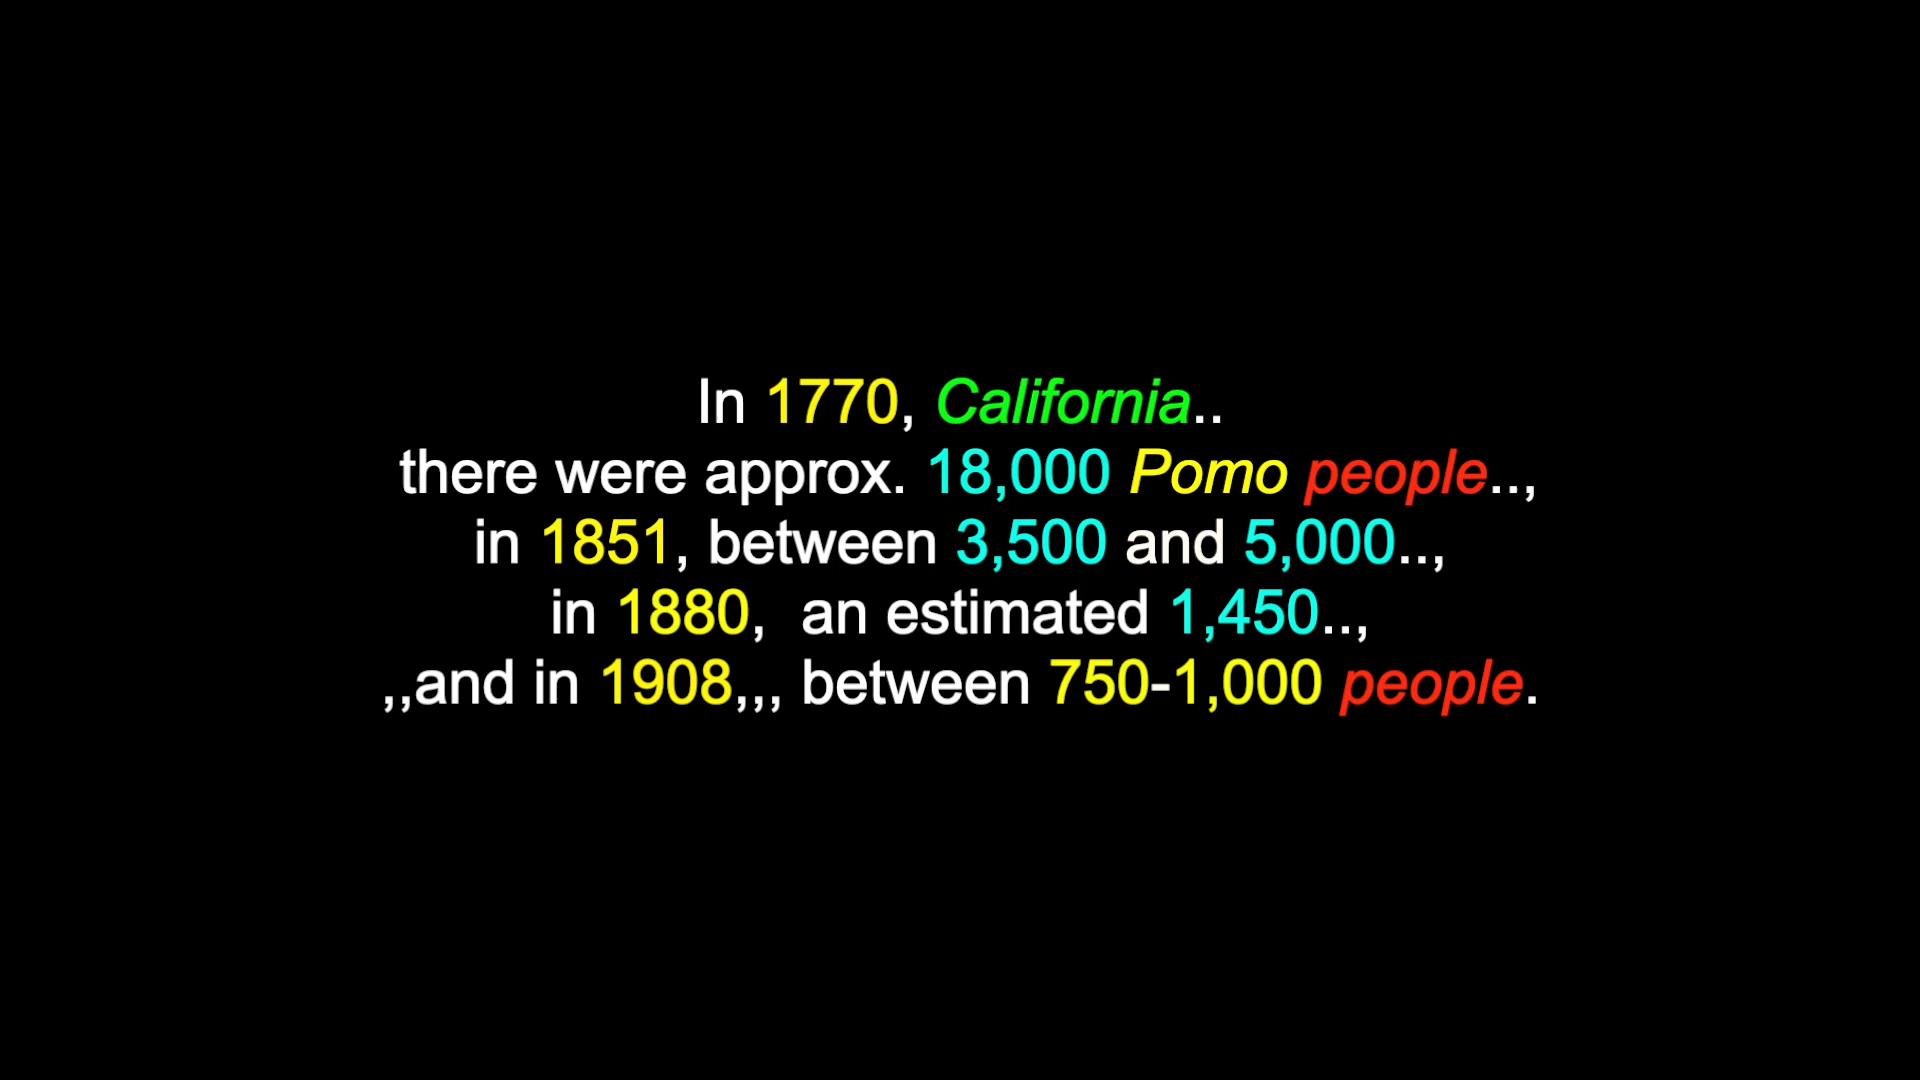 In 1770, California..
there were approx. 18,000 Pomo people..,
in 1851, between 3,500 and 5,000..,
in 1880,  an estimated 1,450..,
,,and in 1908,,, between 750-1,000 people.